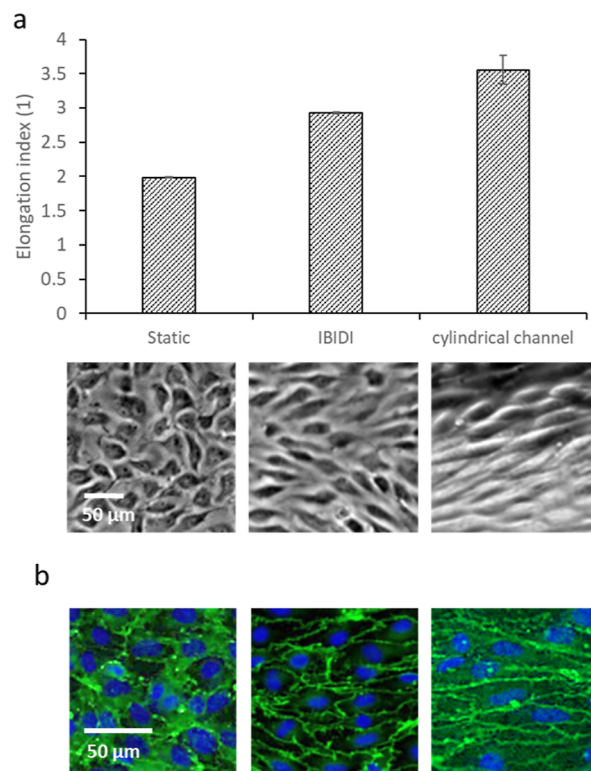 a
4
3.5
3
2.5
2
1.5
1
0.5
0
Elongation index (1)
Static IBIDI cylindrical channel
50 µm
b
50 µm